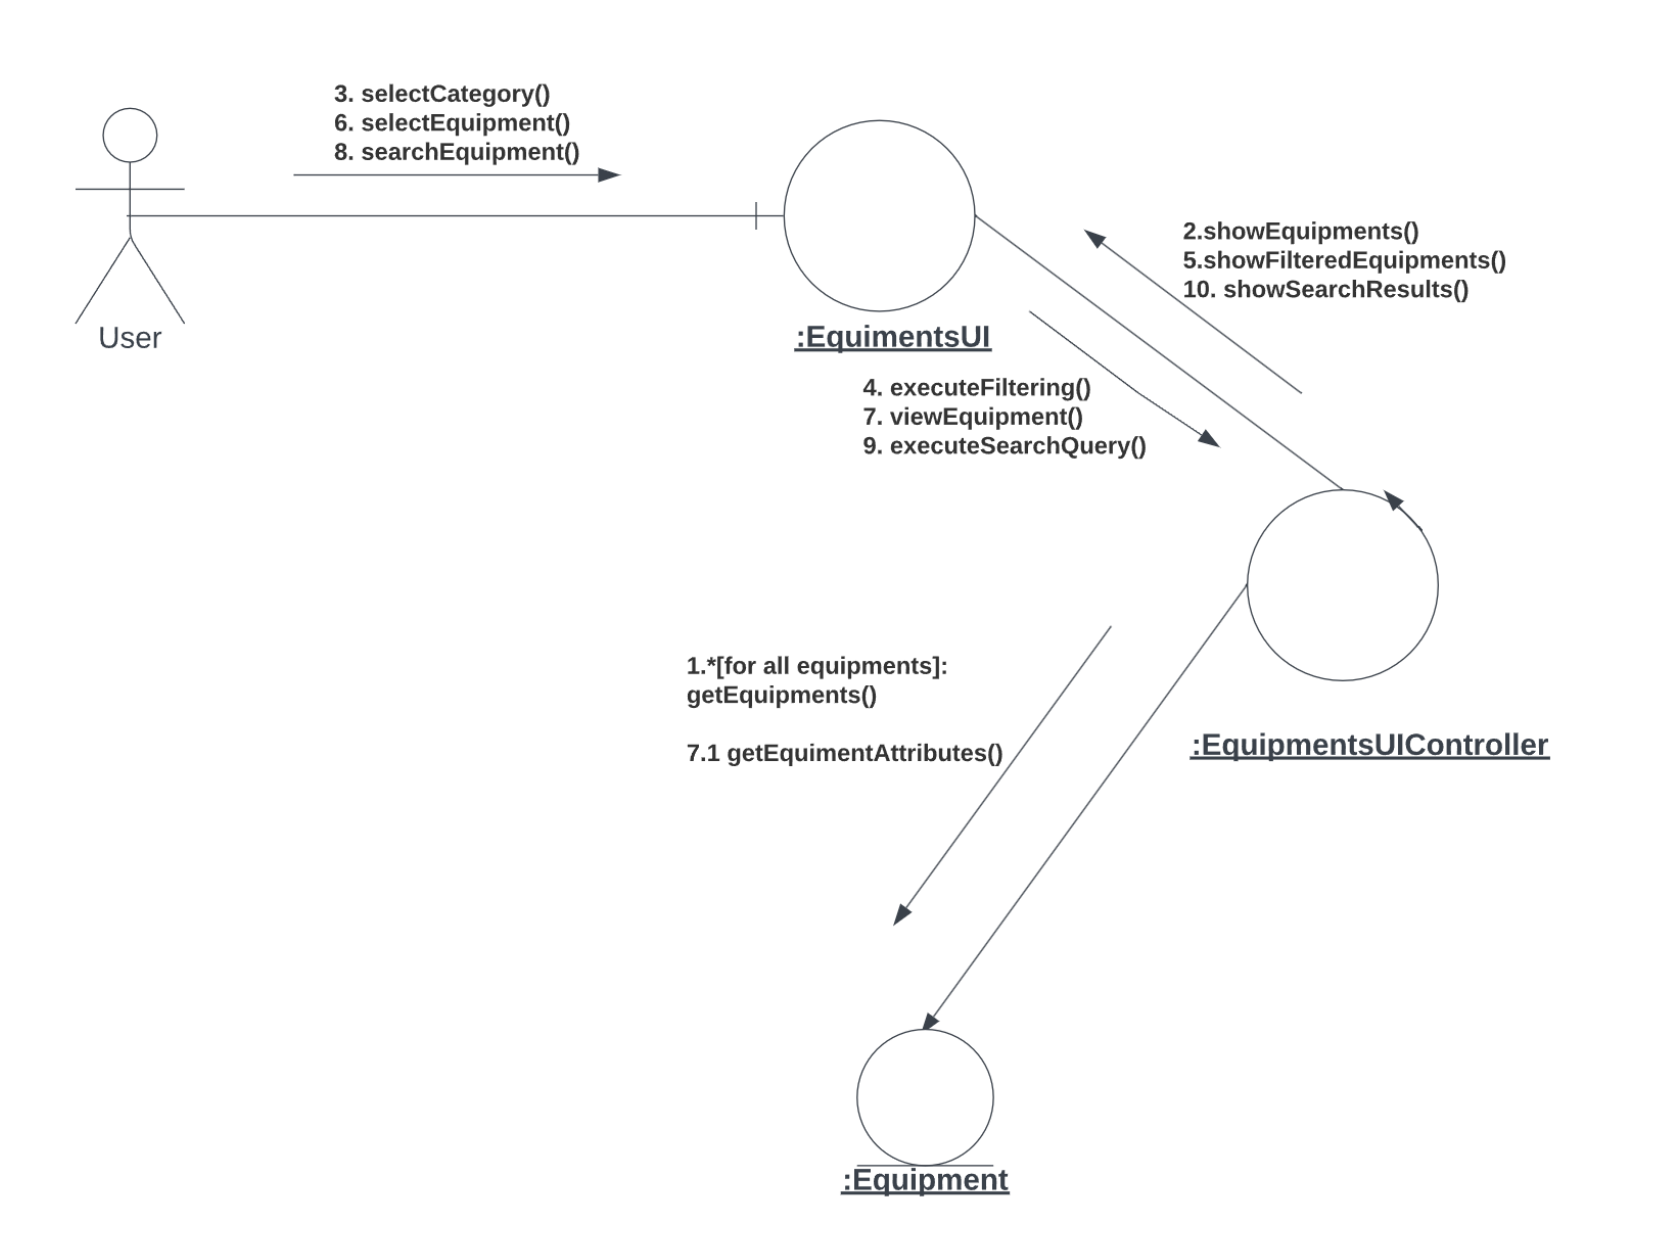 3. selectCategory()
6. selectEquipment()
8. searchEquipment()
User
:EquimentsUI
2.showEquipments()
5.showFilteredEquipments()
10. showSearchResults()
4. executeFiltering()
7. viewEquipment()
9. executeSearchQuery()
1.*[for all equipments]:
getEquipments()
7.1 getEquimentAttributes()
:EquipmentsUIController
:Equipment